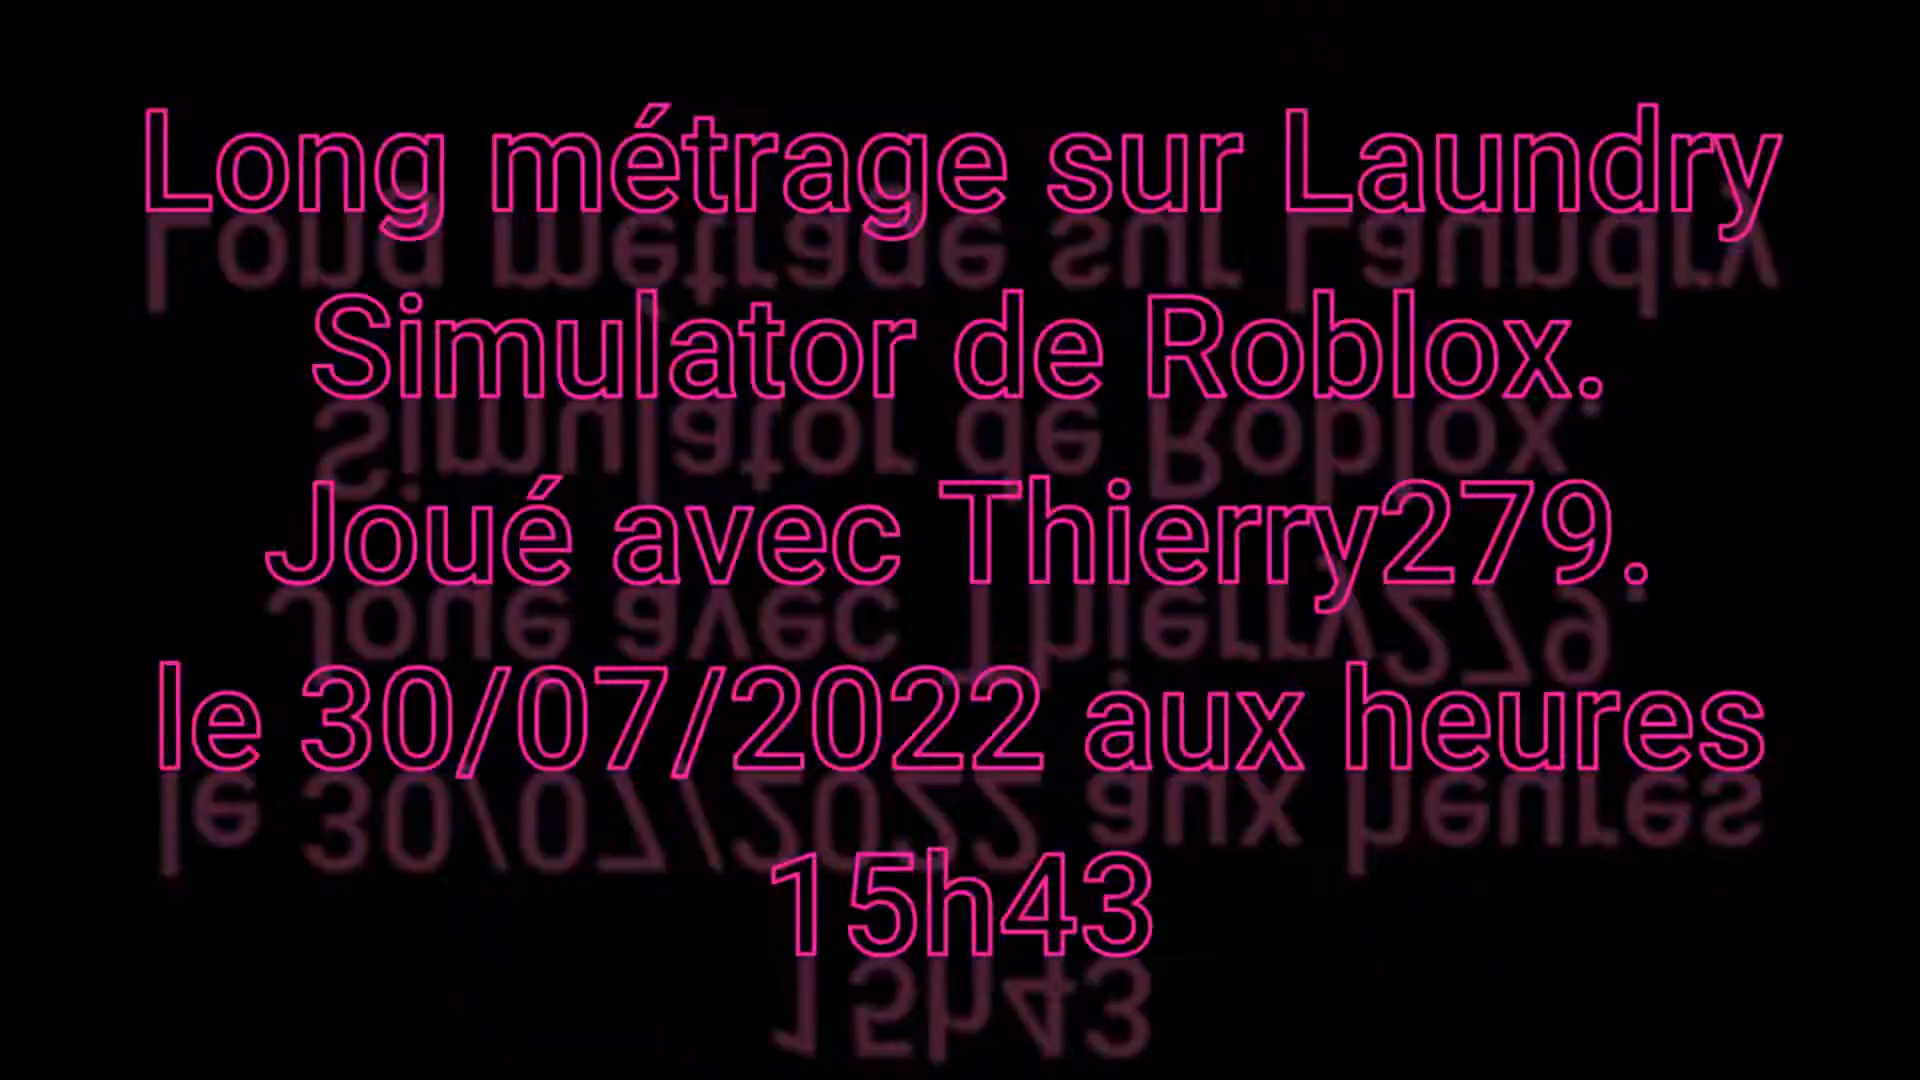 Long métrage sur Laundry
Simulator de Roblox.
Joué avec Thierry279.
le 30/07/2022 aux heures
15h43